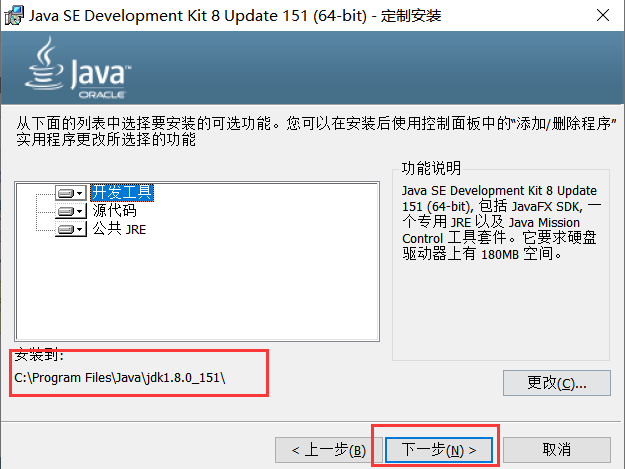 Java SE Development Kit 8 Update 151 (64-bit) - 定制安装
Java™
ORACLE
从下面的列表中选择要安装的可选功能。您可以在安装后使用控制面板中的“添加/删除程序”
实用程序更改所选择的功能
开发工具
源代码
公共 JRE
功能说明
Java SE Development Kit 8 Update
151 (64-bit), 包括 JavaFX SDK, 一
个专用 JRE 以及 Java Mission
Control 工具套件。它要求硬盘
驱动器上有 180MB 空间。
安装到:
C:\Program Files\Java\jdk1.8.0_151\
更改(C)...
< 上一步(B)
下一步(N) >
取消